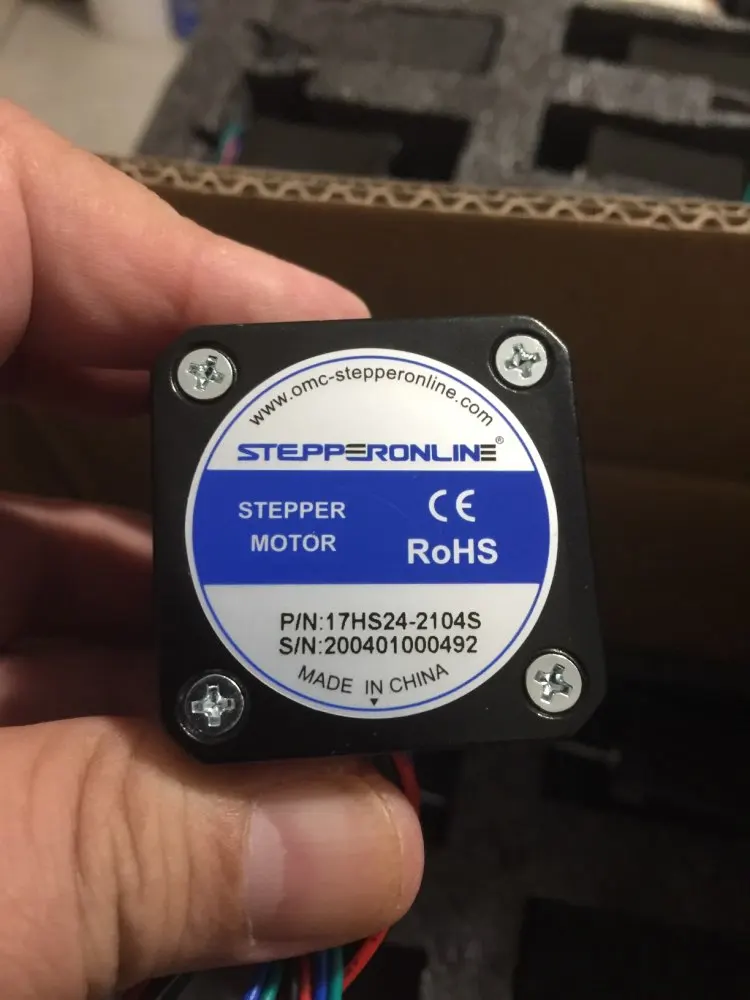 www.omc-stepperonline.com
STEPPERONLINE®
STEPPER
MOTOR
CE
RoHS
P/N:17HS24-2104S
S/N:200401000492
MADE IN CHINA